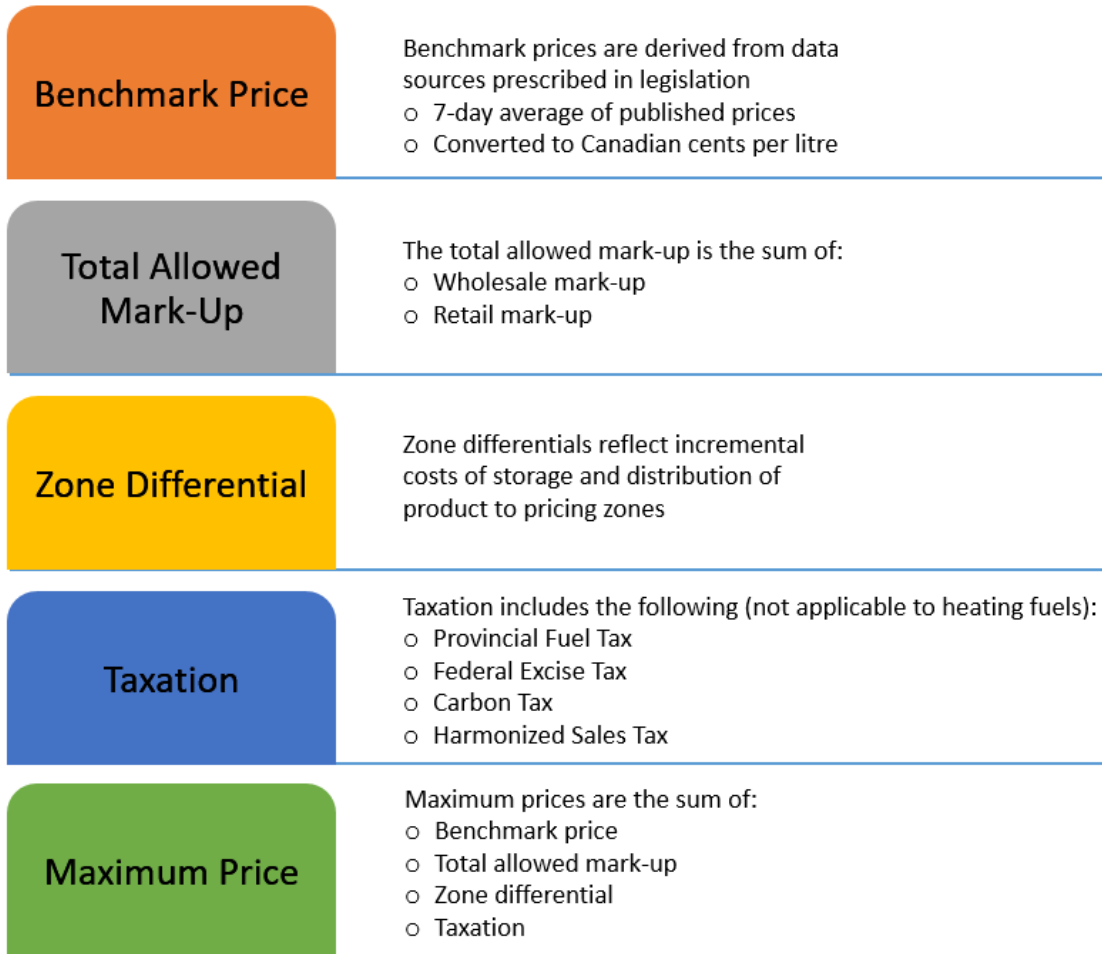 Benchmark Price
Benchmark prices are derived from data
sources prescribed in legislation
○ 7-day average of published prices
○ Converted to Canadian cents per litre
Total Allowed
Mark-Up
The total allowed mark-up is the sum of:
○ Wholesale mark-up
○ Retail mark-up
Zone Differential
Zone differentials reflect incremental
costs of storage and distribution of
product to pricing zones
Taxation
Taxation includes the following (not applicable to heating fuels):
○ Provincial Fuel Tax
○ Federal Excise Tax
○ Carbon Tax
○ Harmonized Sales Tax
Maximum Price
Maximum prices are the sum of:
○ Benchmark price
○ Total allowed mark-up
○ Zone differential
○ Taxation